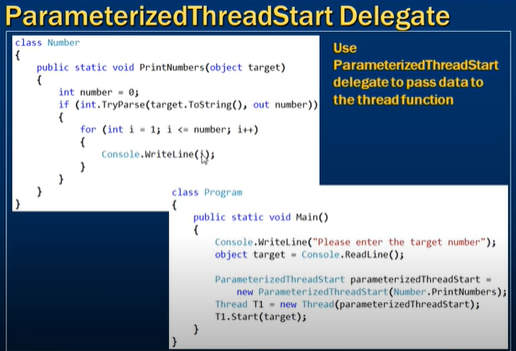 ParameterizedThreadStart Delegate
class Number
{
    public static void PrintNumbers(object target)
    {
        int number = 0;
        if (int.TryParse(target.ToString(), out number))
        {
            for (int i = 1; i <= number; i++)
            {
                Console.WriteLine(i);
            }
        }
    }
}
Use
ParameterizedThreadStart
delegate to pass data to
the thread function
class Program
{
    public static void Main()
    {
        Console.WriteLine("Please enter the target number");
        object target = Console.ReadLine();
        ParameterizedThreadStart parameterizedThreadStart =
            new ParameterizedThreadStart(Number.PrintNumbers);
        Thread T1 = new Thread(parameterizedThreadStart);
        T1.Start(target);
    }
}